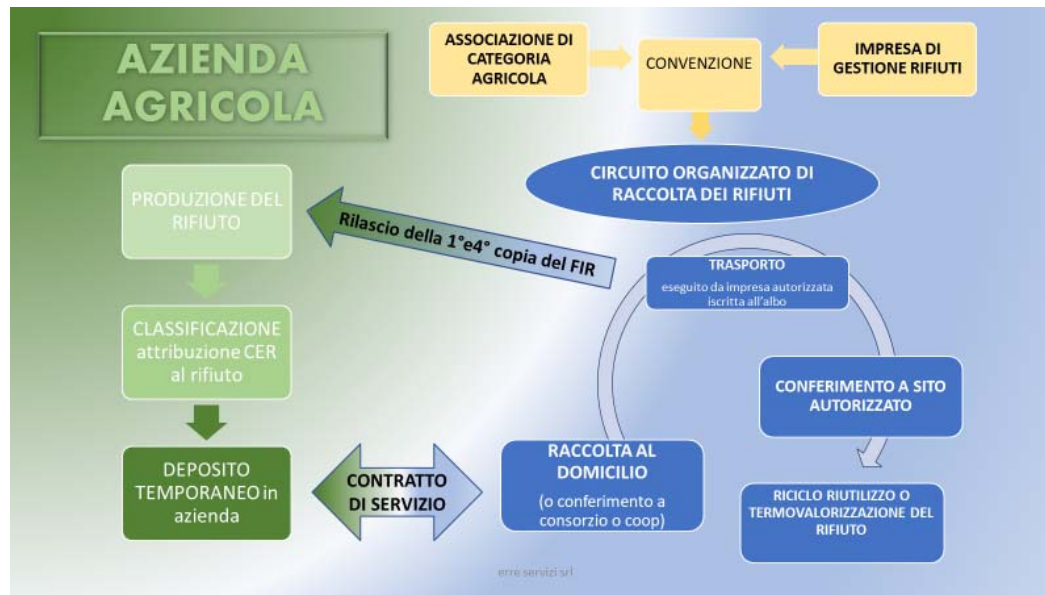 AZIENDA
AGRICOLA
ASSOCIAZIONE DI
CATEGORIA
AGRICOLA
CONVENZIONE
IMPRESA DI
GESTIONE RIFIUTI
CIRCUITO ORGANIZZATO DI
RACCOLTA DEI RIFIUTI
PRODUZIONE DEL
RIFIUTO
Rilascio della 1°e4° copia del FIR
TRASPORTO
eseguito da impresa autorizzata
iscritta all'albo
CLASSIFICAZIONE
attribuzione CER
al rifiuto
CONFERIMENTO A SITO
AUTORIZZATO
DEPOSITO
TEMPORANEO in
azienda
CONTRATTO
DI SERVIZIO
RACCOLTA AL
DOMICILIO
(o conferimento a
consorzio o coop)
RICICLO RIUTILIZZO O
TERMOVALORIZZAZIONE DEL
RIFIUTO
erre servizi srl